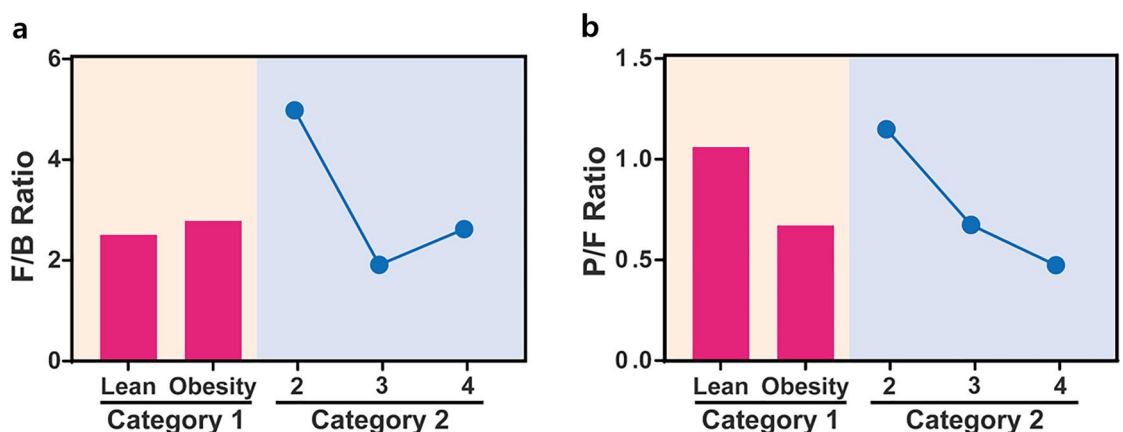 a
F/B Ratio
6
4
2
0
Lean Obesity 2 3 4
Category 1 Category 2
b
P/F Ratio
1.5
1.0
0.5
0.0
Lean Obesity 2 3 4
Category 1 Category 2